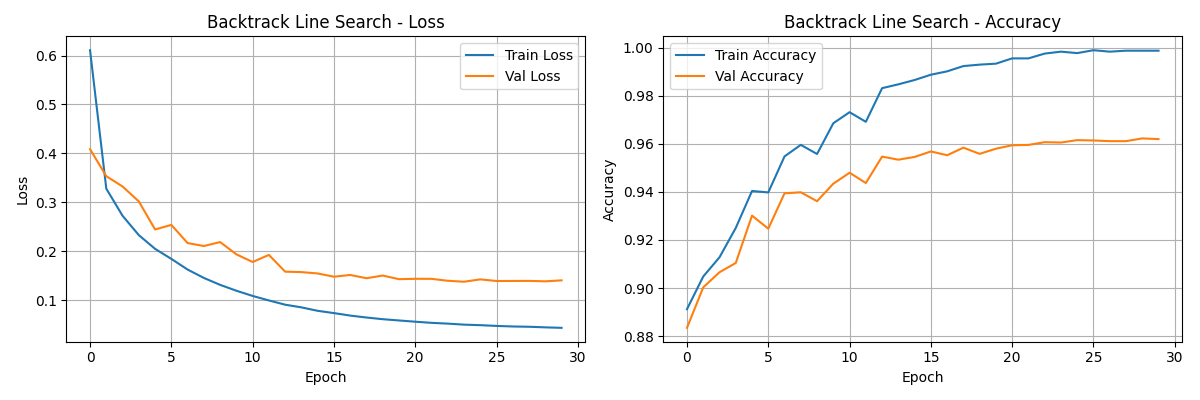 Backtrack Line Search - Loss
0.6
0.5
0.4
0.3
0.2
0.1
Loss
Train Loss
Val Loss
0 5 10 15 20 25 30
Epoch
Backtrack Line Search - Accuracy
1.00
0.98
0.96
0.94
0.92
0.90
0.88
Accuracy
Train Accuracy
Val Accuracy
0 5 10 15 20 25 30
Epoch